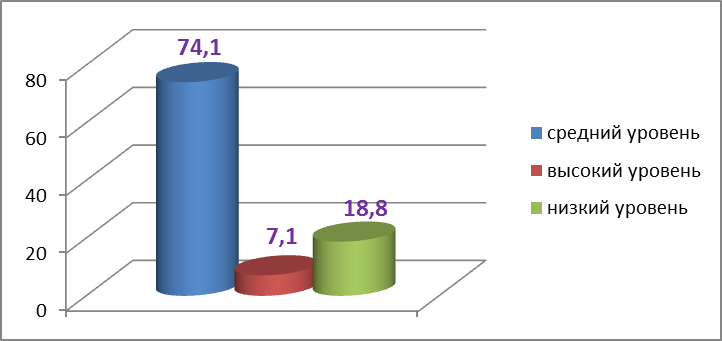 74,1
80
60
40
20
0
7,1
18,8
средний уровень
высокий уровень
низкий уровень